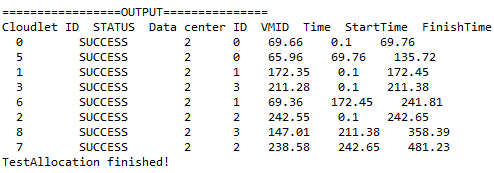 =================OUTPUT===============
Cloudlet ID  STATUS  Data center ID  VMID  Time  StartTime  FinishTime
0  SUCCESS  2  0  69.66  0.1  69.76
5  SUCCESS  2  0  65.96  69.76  135.72
1  SUCCESS  2  1  172.35  0.1  172.45
3  SUCCESS  2  3  211.28  0.1  211.38
6  SUCCESS  2  1  69.36  172.45  241.81
2  SUCCESS  2  2  242.55  0.1  242.65
8  SUCCESS  2  3  147.01  211.38  358.39
7  SUCCESS  2  2  238.58  242.65  481.23
TestAllocation finished!